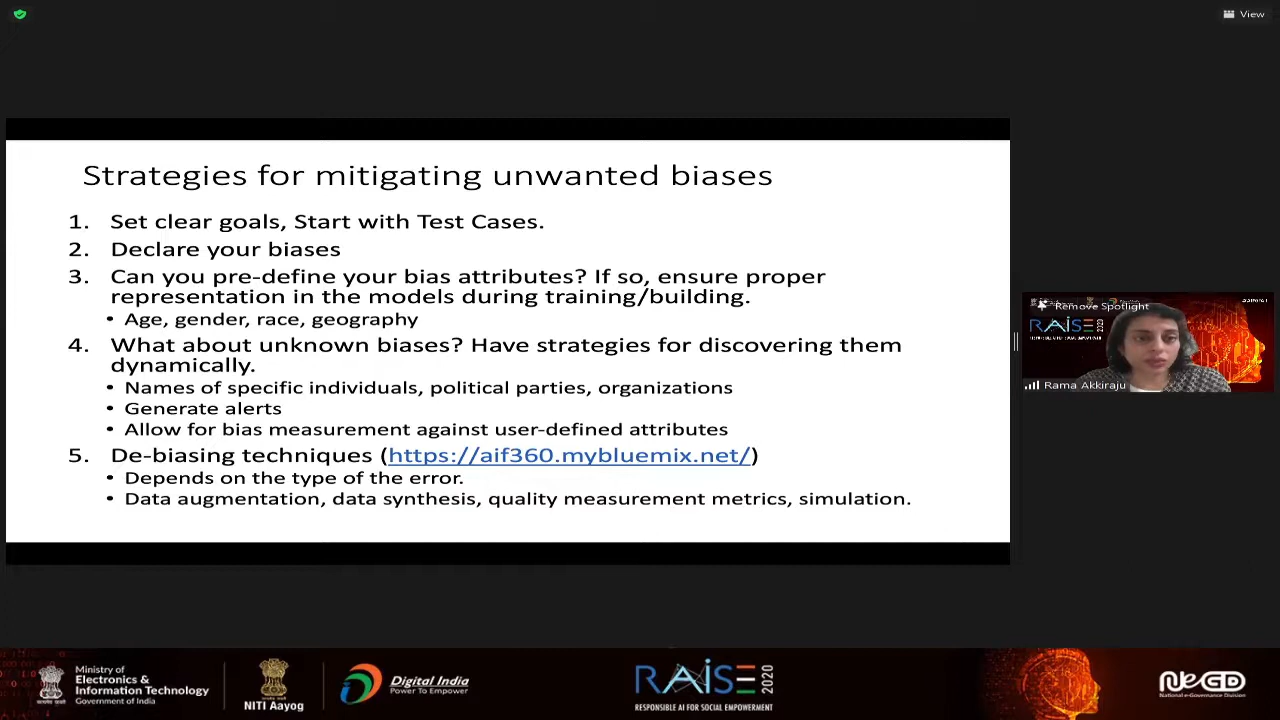 View
Strategies for mitigating unwanted biases
1. Set clear goals, Start with Test Cases.
2. Declare your biases
3. Can you pre-define your bias attributes? If so, ensure proper
representation in the models during training/building.
• Age, gender, race, geography
4. What about unknown biases? Have strategies for discovering them
dynamically.
• Names of specific individuals, political parties, organizations
• Generate alerts
• Allow for bias measurement against user-defined attributes
5. De-biasing techniques (https://aif360.mybluemix.net/)
• Depends on the type of the error.
• Data augmentation, data synthesis, quality measurement metrics, simulation.
Remove Spotlight
RAISE 2020
Rama Akkiraju
Ministry of
Electronics &
Information Technology
Government of India
NITI Aayog
Digital India
Power To Empower
RAISE 2020
RESPONSIBLE AI FOR SOCIAL EMPOWERMENT
NeGD
National e-Governance Division